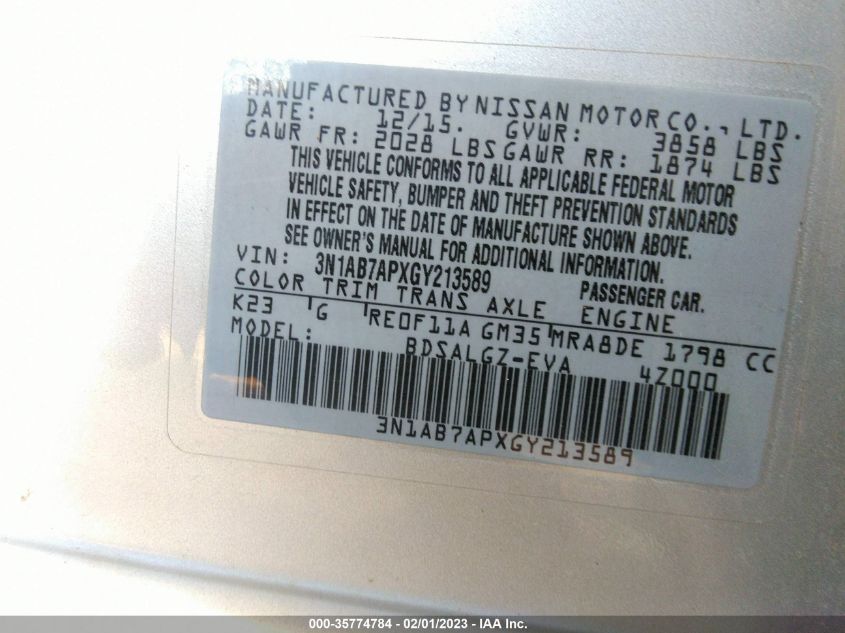 MANUFACTURED BY NISSAN MOTOR CO., LTD.
DATE: 12/15. GVWR: 3858 LBS
GAWR FR: 2028 LBS GAWR RR: 1874 LBS
THIS VEHICLE CONFORMS TO ALL APPLICABLE FEDERAL MOTOR
VEHICLE SAFETY, BUMPER AND THEFT PREVENTION STANDARDS
IN EFFECT ON THE DATE OF MANUFACTURE SHOWN ABOVE.
SEE OWNER'S MANUAL FOR ADDITIONAL INFORMATION.
VIN: 3N1AB7APXGY213589 PASSENGER CAR.
COLOR TRIM TRANS AXLE ENGINE
K23 G RE0F11A GM35 MRA8DE 1798 CC
MODEL: BDSALGZ-EVA 4Z000
3N1AB7APXGY213589
000-35774784 - 02/01/2023 - IAA Inc.